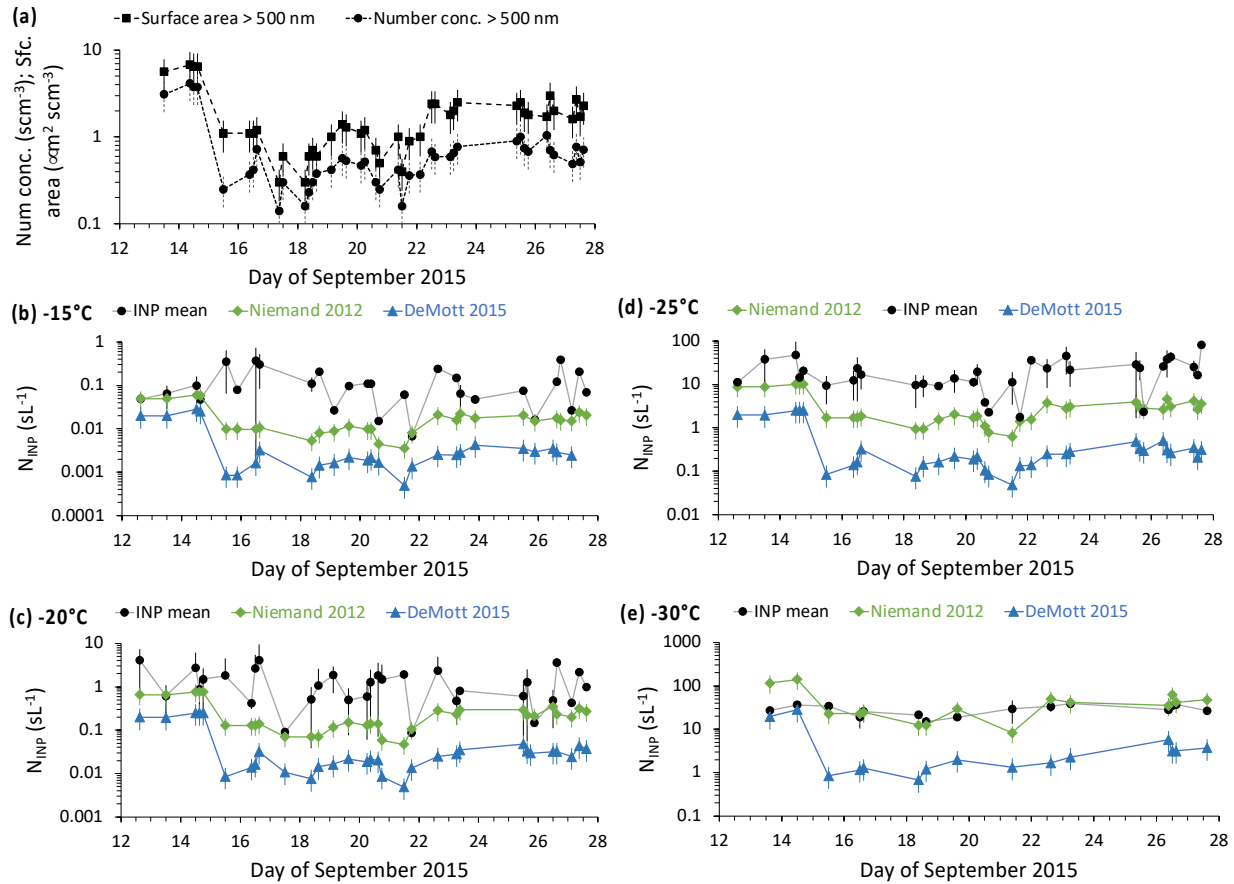 (a)
Surface area > 500 nm Number conc. > 500 nm
Num conc. (scm⁻³); Sfc.
area (∝m² scm⁻³)
10
1
0.1
12 14 16 18 20 22 24 26 28
Day of September 2015
(b) -15°C INP mean Niemand 2012 DeMott 2015
N_INP (sL⁻¹)
1
0.1
0.01
0.001
0.0001
12 14 16 18 20 22 24 26 28
Day of September 2015
(c) -20°C INP mean Niemand 2012 DeMott 2015
N_INP (sL⁻¹)
10
1
0.1
0.01
0.001
12 14 16 18 20 22 24 26 28
Day of September 2015
(d) -25°C Niemand 2012 INP mean DeMott 2015
N_INP (sL⁻¹)
100
10
1
0.1
0.01
12 14 16 18 20 22 24 26 28
Day of September 2015
(e) -30°C INP mean Niemand 2012 DeMott 2015
N_INP (sL⁻¹)
1000
100
10
1
0.1
12 14 16 18 20 22 24 26 28
Day of September 2015